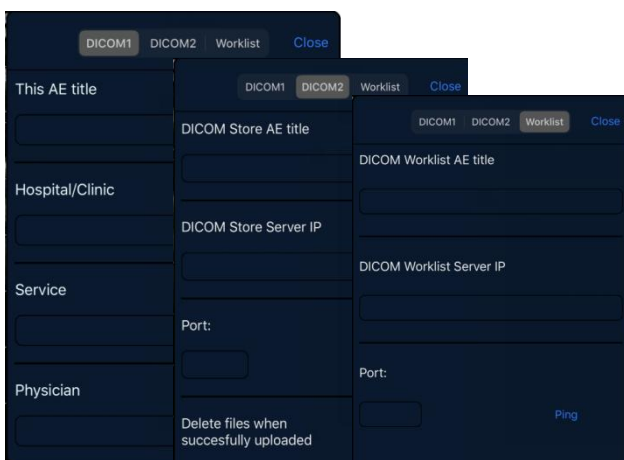 DICOM1 DICOM2 Worklist Close
This AE title
Hospital/Clinic
Service
Physician
DICOM1 DICOM2 Worklist Close
DICOM Store AE title
DICOM Store Server IP
Port:
Delete files when
succesfully uploaded
DICOM1 DICOM2 Worklist Close
DICOM Worklist AE title
DICOM Worklist Server IP
Port:
Ping